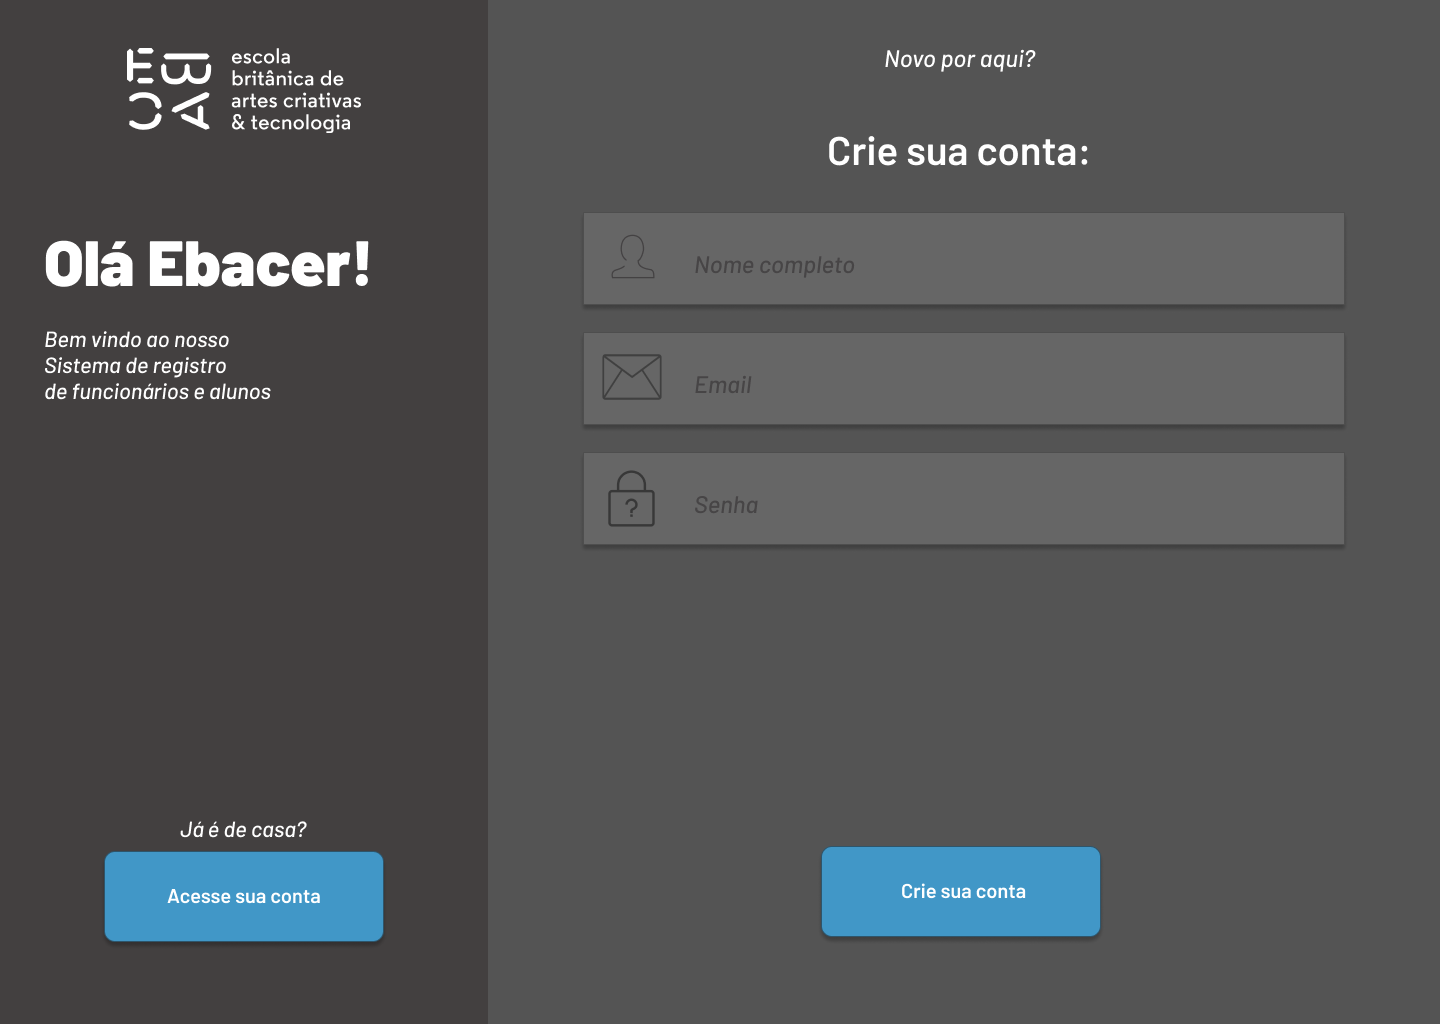 EBAC
escola
britânica de
artes criativas
& tecnologia
Olá Ebacer!
Bem vindo ao nosso
Sistema de registro
de funcionários e alunos
Já é de casa?
Acesse sua conta
Novo por aqui?
Crie sua conta:
Nome completo
Email
?
Senha
Crie sua conta